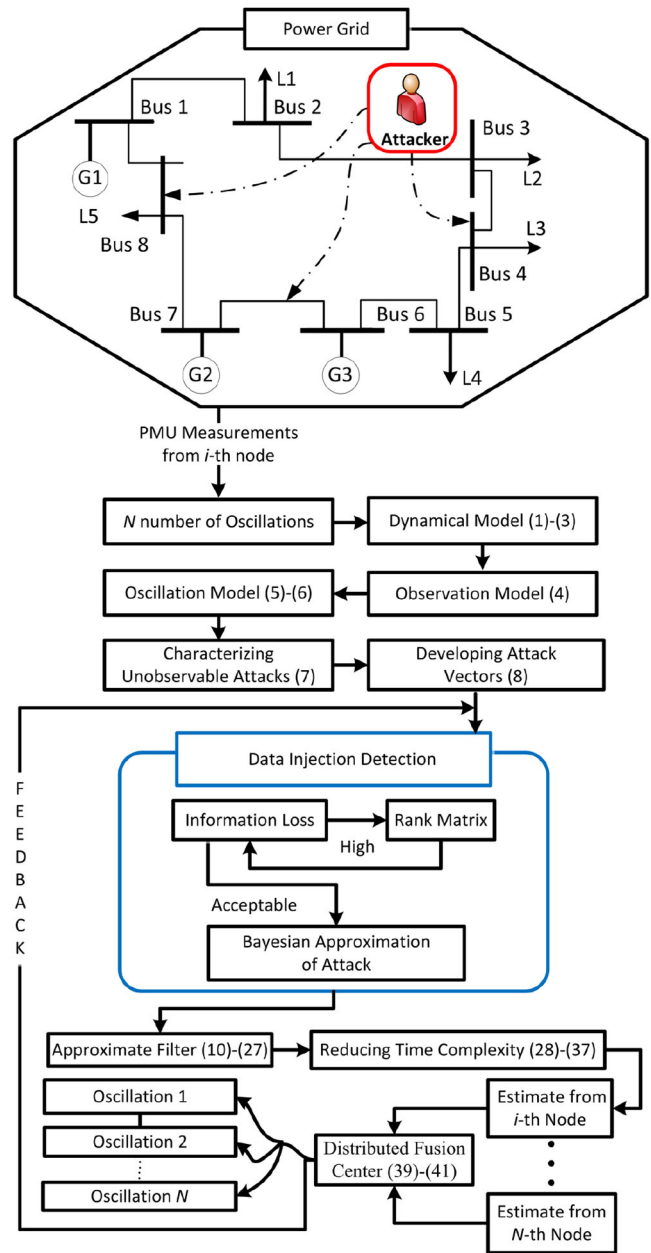 Power Grid
L1
Bus 1
Bus 2
Attacker
Bus 3
G1
L2
L5
L3
Bus 8
Bus 4
Bus 7
Bus 6
Bus 5
G2
G3
L4
PMU Measurements
from i-th node
N number of Oscillations
Dynamical Model (1)-(3)
Oscillation Model (5)-(6)
Observation Model (4)
Characterizing
Unobservable Attacks (7)
Developing Attack
Vectors (8)
FEEDBACK
Data Injection Detection
Information Loss
Rank Matrix
High
Acceptable
Bayesian Approximation
of Attack
Approximate Filter (10)-(27)
Reducing Time Complexity (28)-(37)
Oscillation 1
Oscillation 2
Oscillation N
Distributed Fusion
Center (39)-(41)
Estimate from
i-th Node
Estimate from
N-th Node